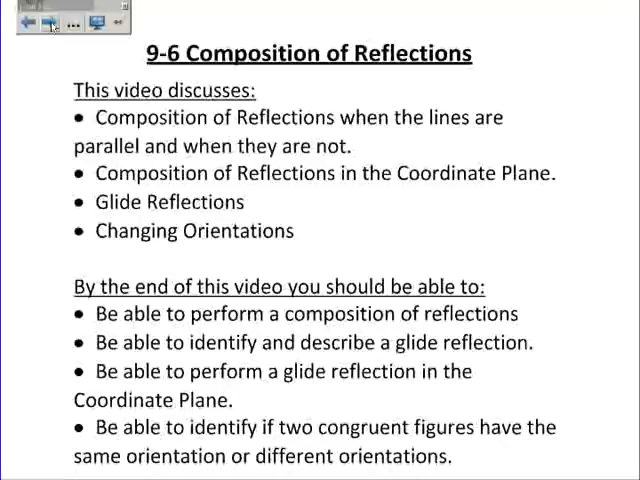 9-6 Composition of Reflections
This video discusses:
• Composition of Reflections when the lines are
parallel and when they are not.
• Composition of Reflections in the Coordinate Plane.
• Glide Reflections
• Changing Orientations
By the end of this video you should be able to:
• Be able to perform a composition of reflections
• Be able to identify and describe a glide reflection.
• Be able to perform a glide reflection in the
Coordinate Plane.
• Be able to identify if two congruent figures have the
same orientation or different orientations.